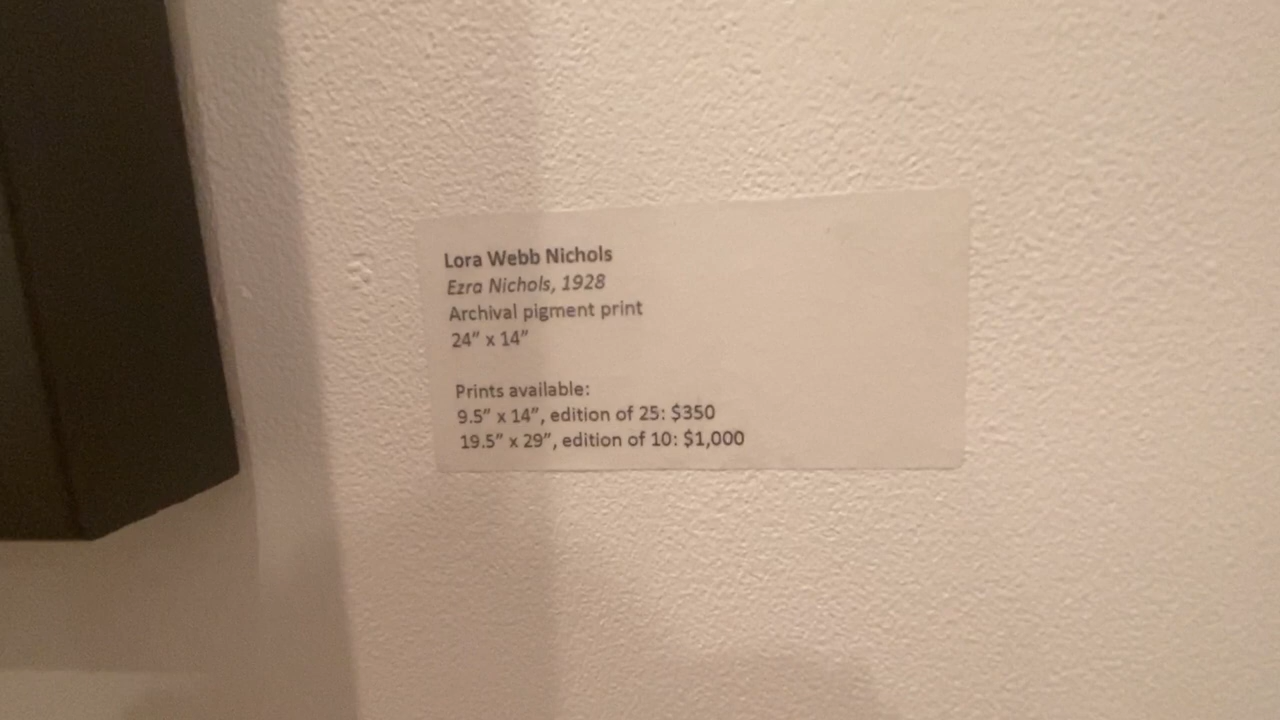 Lora Webb Nichols
Ezra Nichols, 1928
Archival pigment print
24” x 14”
Prints available:
9.5” x 14”, edition of 25: $350
19.5” x 29”, edition of 10: $1,000